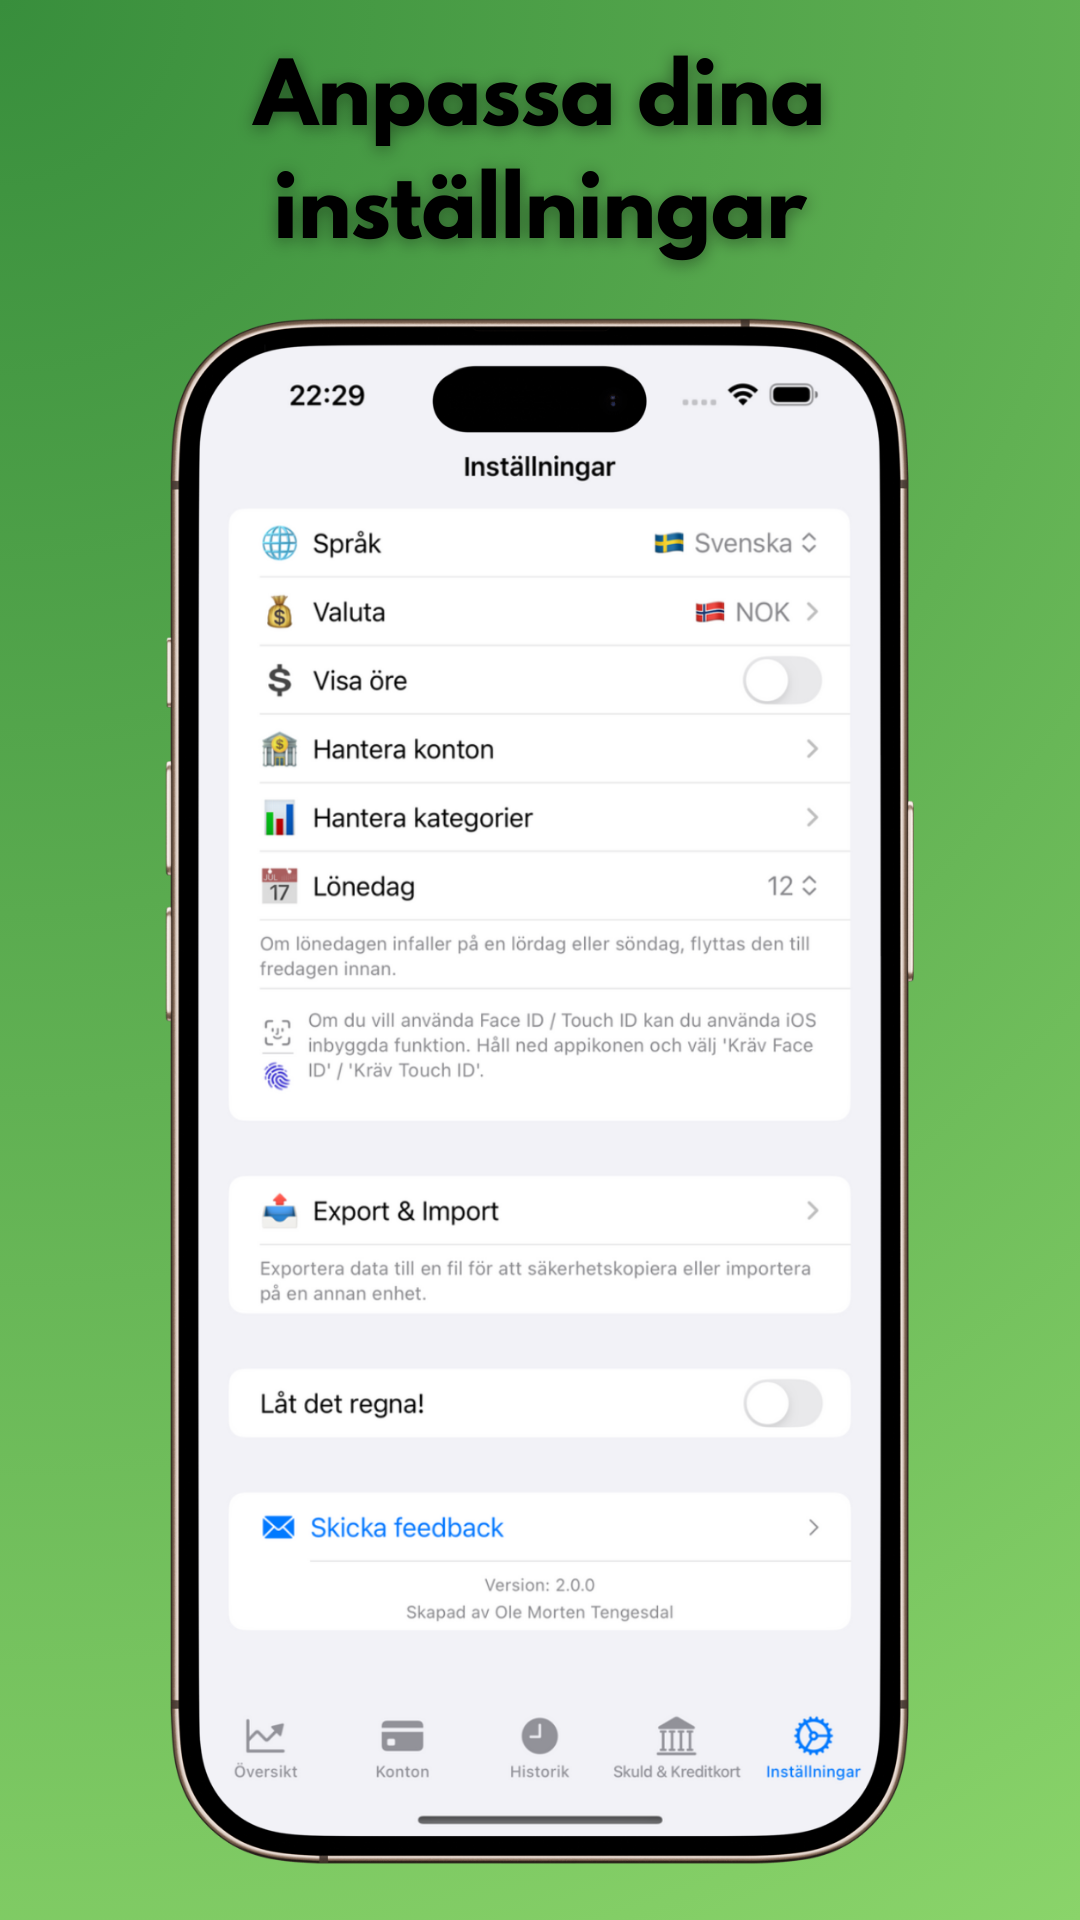 Anpassa dina
inställningar
22:29
Inställningar
Språk
Svenska
Valuta
NOK
Visa öre
Hantera konton
Hantera kategorier
JUL
17
Lönedag
12
Om lönedagen infaller på en lördag eller söndag, flyttas den till
fredagen innan.
Om du vill använda Face ID / Touch ID kan du använda iOS
inbyggda funktion. Håll ned appikonen och välj 'Kräv Face
ID' / 'Kräv Touch ID'.
Export & Import
Exportera data till en fil för att säkerhetskopiera eller importera
på en annan enhet.
Låt det regna!
Skicka feedback
Version: 2.0.0
Skapad av Ole Morten Tengesdal
Översikt
Konton
Historik
Skuld & Kreditkort
Inställningar